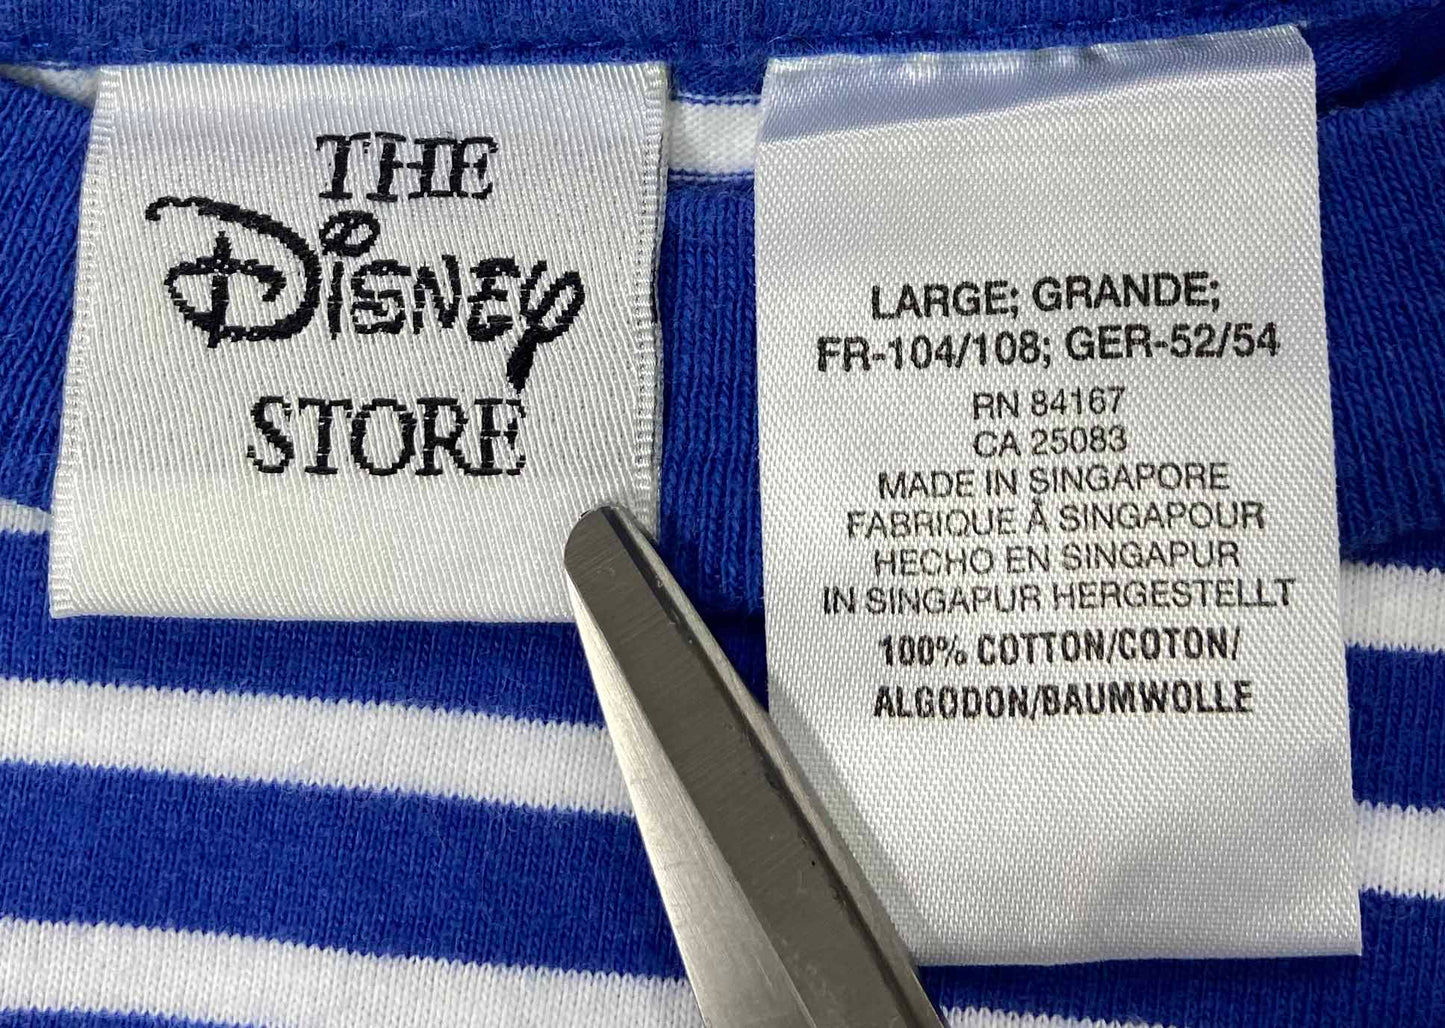 THE
Disney
STORE
LARGE; GRANDE;
FR-104/108; GER-52/54
RN 84167
CA 25083
MADE IN SINGAPORE
FABRIQUE À SINGAPOUR
HECHO EN SINGAPUR
IN SINGAPUR HERGESTELLT
100% COTTON/COTON/
ALGODON/BAUMWOLLE